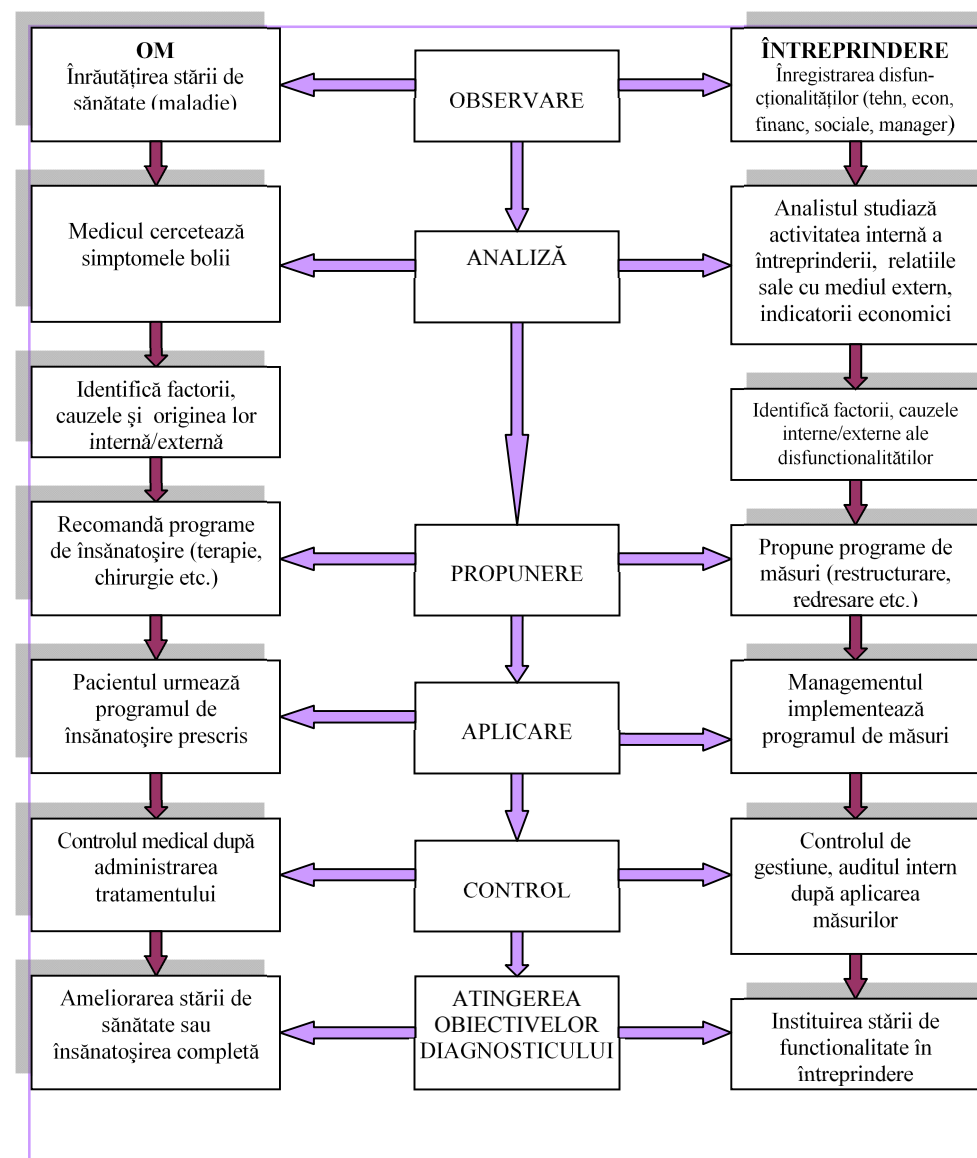 OM
Înrăutățirea stării de
sănătate (maladie)
OBSERVARE
ÎNTREPRINDERE
Înregistrarea disfun-
cționalităților (tehn, econ,
financ, sociale, manager)
Medicul cercetează
simptomele bolii
ANALIZĂ
Analistul studiază
activitatea internă a
întreprinderii, relatiile
sale cu mediul extern,
indicatorii economici
Identifică factorii,
cauzele şi originea lor
internă/externă
Identifică factorii, cauzele
interne/externe ale
disfunctionalitătilor
Recomandă programe
de însănatoşire (terapie,
chirurgie etc.)
PROPUNERE
Propune programe de
măsuri (restructurare,
redresare etc.)
Pacientul urmează
programul de
însănatoşire prescris
APLICARE
Managementul
implementează
programul de măsuri
Controlul medical după
administrarea
tratamentului
CONTROL
Controlul de
gestiune, auditul intern
după aplicarea
măsurilor
Ameliorarea stării de
sănătate sau
însănatoşirea completă
ATINGEREA
OBIECTIVELOR
DIAGNOSTICULUI
Instituirea stării de
functionalitate în
întreprindere